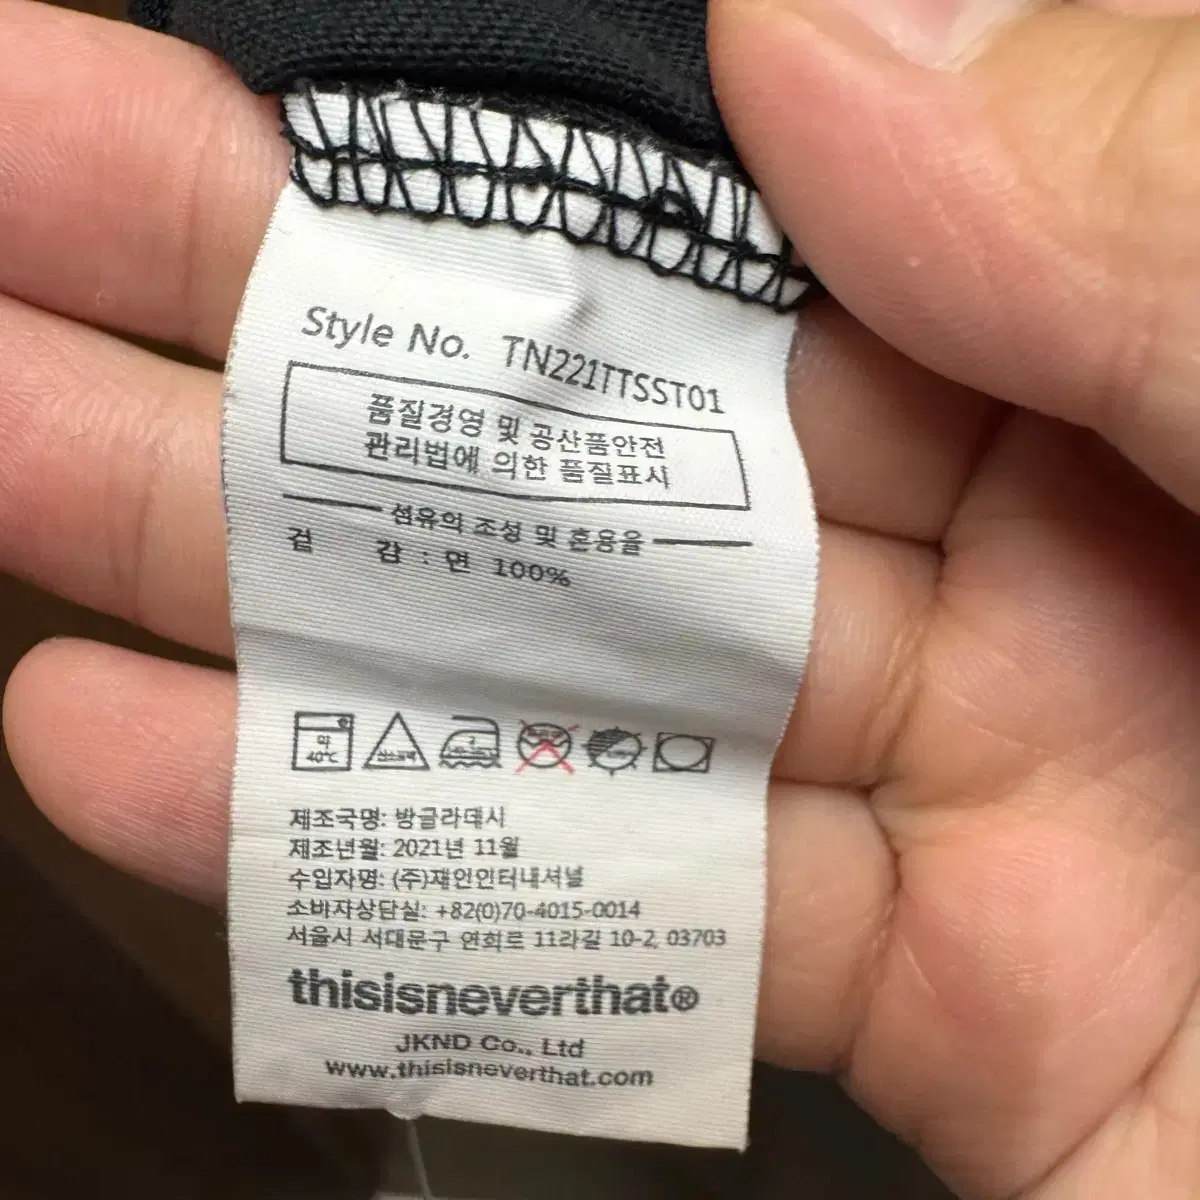 Style No. TN221TTSST01
품질경영 및 공산품안전
관리법에 의한 품질표시
섬유의 조성 및 혼용율
겉 감 : 면 100%
약
40℃
제조국명: 방글라데시
제조년월: 2021년 11월
수입자명: (주)재인인터내셔널
소비자상담실: +82(0)70-4015-0014
서울시 서대문구 연희로 11라길 10-2, 03703
thisisneverthat®
JKND Co., Ltd
www.thisisneverthat.com